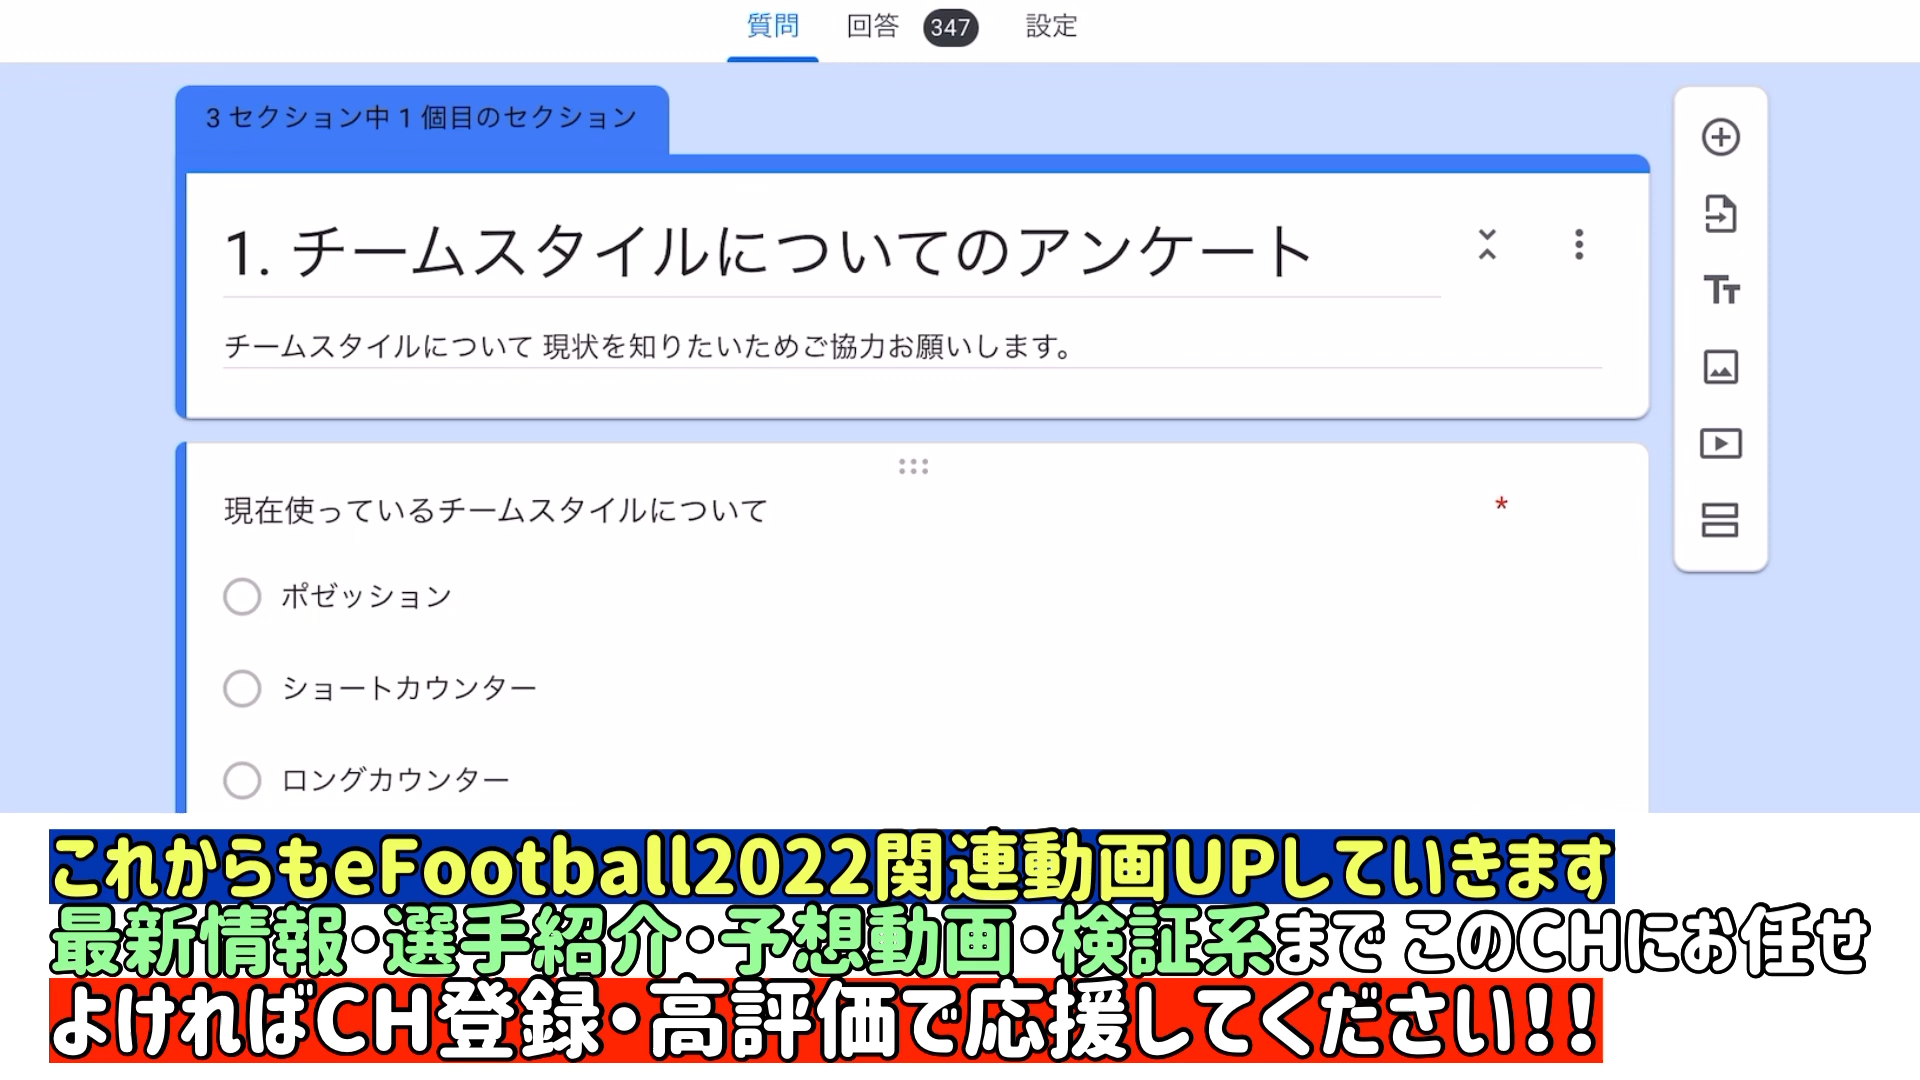 質問 回答 347 設定
3 セクション中 1 個目のセクション
1. チームスタイルについてのアンケート
チームスタイルについて 現状を知りたいためご協力お願いします。
現在使っているチームスタイルについて *
ポゼッション
ショートカウンター
ロングカウンター
これからもeFootball2022関連動画UPしていきます
最新情報・選手紹介・予想動画・検証系まで このCHにお任せ
よければCH登録・高評価で応援してください!!